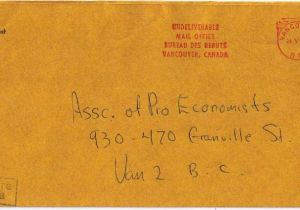 UNDELIVERABLE
MAIL OFFICE
BUREAU DES REBUTS
VANCOUVER, CANADA
Assc. of Pro Economists
930-470 Granville St.
Van 2 B.C.